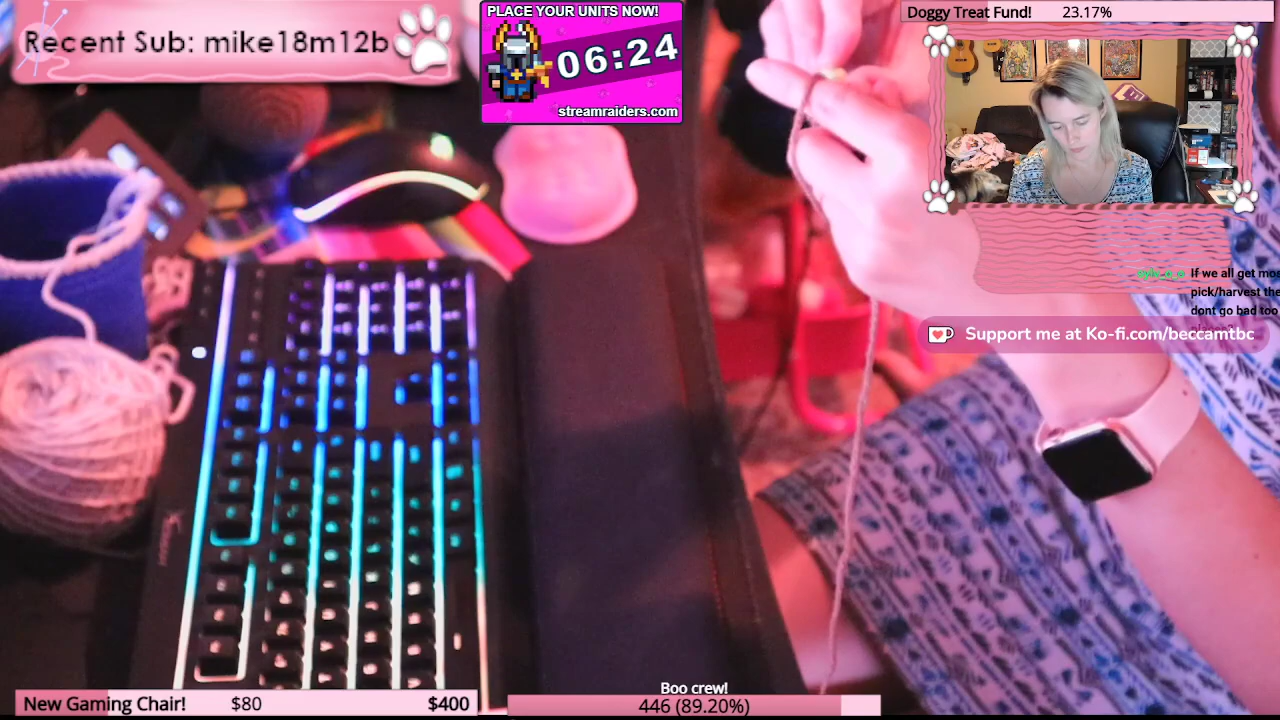 Recent Sub: mike18m12b
PLACE YOUR UNITS NOW!
06:24
streamraiders.com
Doggy Treat Fund! 23.17%
If we all get mo
pick/harvest the
dont go bad too
Support me at Ko-fi.com/beccamtbc
New Gaming Chair! $80 $400
Boo crew!
446 (89.20%)